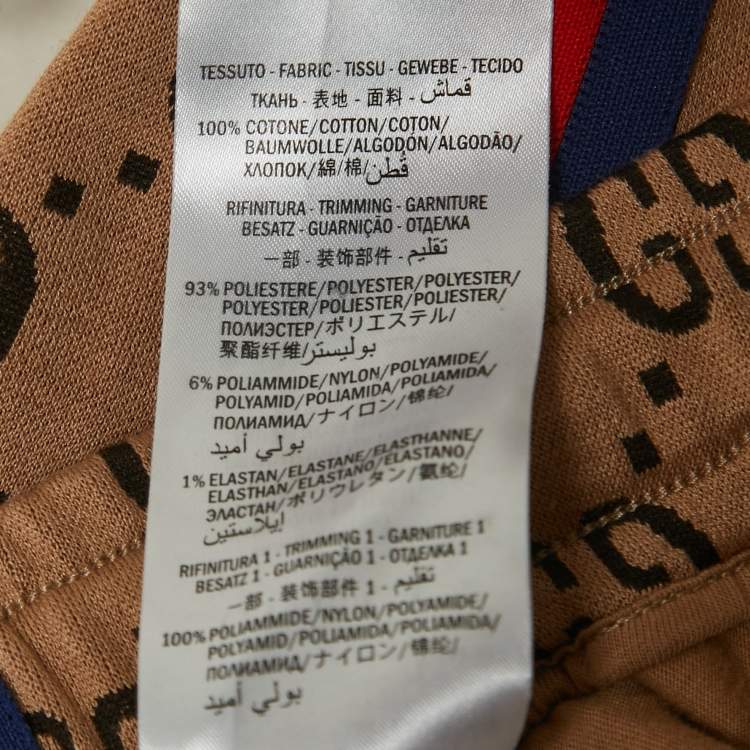 TESSUTO - FABRIC - TISSU - GEWEBE - TECIDO
ТКАНЬ - 表地 - 面料 - قماش
100% COTONE/COTTON/COTON/
BAUMWOLLE/ALGODÓN/ALGODÃO/
ХЛОПОК/綿/棉/قُطن
RIFINITURA - TRIMMING - GARNITURE
BESATZ - GUARNIÇÃO - ОТДЕЛКА
一部 - 装饰部件 - تقليم
93% POLIESTERE/POLYESTER/POLYESTER/
POLYESTER/POLIESTER/POLIESTER/
ПОЛИЭСТЕР/ポリエステル/
聚酯纤维/بوليستر
6% POLIAMMIDE/NYLON/POLYAMIDE/
POLYAMID/POLIAMIDA/POLIAMIDA/
ПОЛИАМИД/ナイロン/锦纶/
بولي أميد
1% ELASTAN/ELASTANE/ELASTHANNE/
ELASTHAN/ELASTANO/ELASTANO/
ЭЛАСТАН/ポリウレタン/氨纶/
إيلاستين
RIFINITURA 1 - TRIMMING 1 - GARNITURE 1
BESATZ 1 - GUARNIÇÃO 1 - ОТДЕЛКА 1
一部 - 装饰部件 1 - تقليم
100% POLIAMMIDE/NYLON/POLYAMIDE/
POLYAMID/POLIAMIDA/POLIAMIDA/
ПОЛИАМИД/ナイロン/锦纶/
بولي أميد